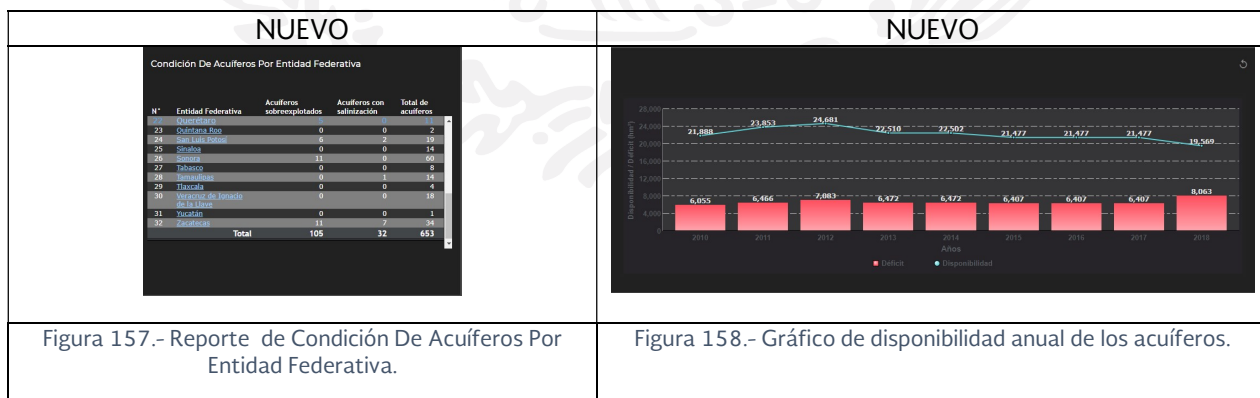 NUEVO
NUEVO
Condición De Acuíferos Por Entidad Federativa
N° Entidad Federativa Acuíferos sobreexplotados Acuíferos con salinización Total de acuíferos
22 Querétaro 0
23 Quintana Roo 0 0 2
24 San Luis Potosí 6 2 19
25 Sinaloa 0 0 14
26 Sonora 11 0 60
27 Tabasco 0 0 8
28 Tamaulipas 0 1 14
29 Tlaxcala 0 0 4
30 Veracruz de Ignacio 0 0 18
de la Llave
31 Yucatán 0 0 1
32 Zacatecas 11 7 34
Total 105 32 653
Disponibilidad / Déficit (hm³)
28,000
24,000
20,000
16,000
12,000
8,000
4,000
0
21,888 23,853 24,681 22,510 22,502 21,477 21,477 21,477 19,569
6,055 6,466 7,083 6,472 6,472 6,407 6,407 6,407 8,063
2010 2011 2012 2013 2014 2015 2016 2017 2018
Años
Déficit Disponibilidad
Figura 157.- Reporte de Condición De Acuíferos Por
Entidad Federativa.
Figura 158.- Gráfico de disponibilidad anual de los acuíferos.